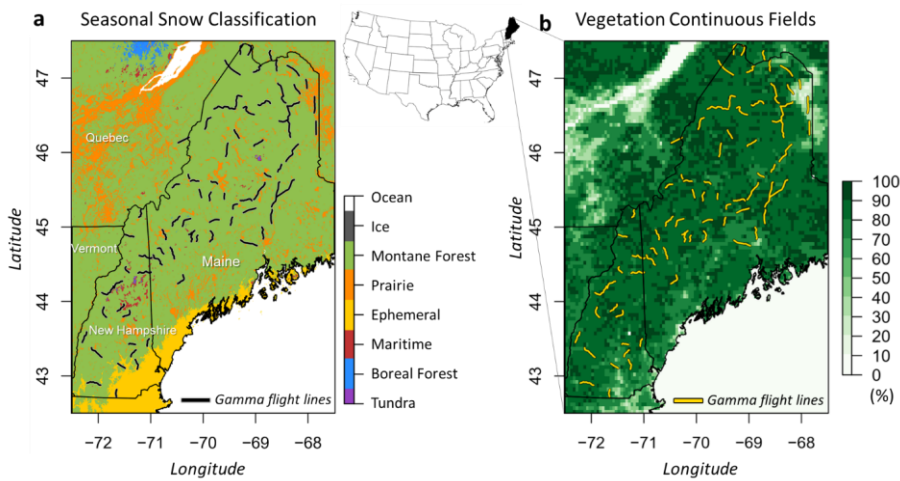 a Seasonal Snow Classification
b Vegetation Continuous Fields
47
46
45
44
43
Latitude
Quebec
Vermont
Maine
New Hampshire
Gamma flight lines
−72 −71 −70 −69 −68
Longitude
Ocean
Ice
Montane Forest
Prairie
Ephemeral
Maritime
Boreal Forest
Tundra
47
46
45
44
43
Latitude
Gamma flight lines
−72 −71 −70 −69 −68
Longitude
100
90
80
70
60
50
40
30
20
10
0
(%)